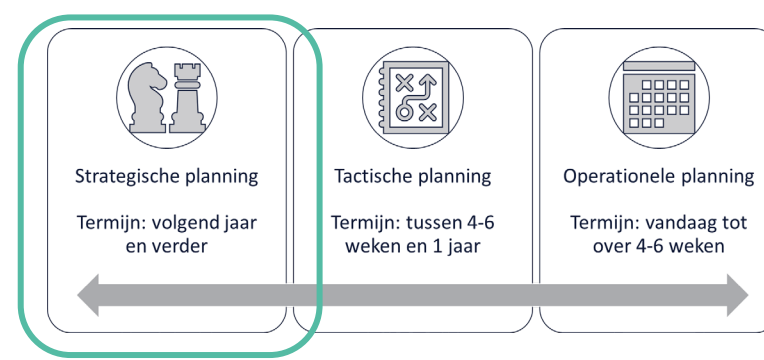 Strategische planning
Termijn: volgend jaar
en verder
Tactische planning
Termijn: tussen 4-6
weken en 1 jaar
Operationele planning
Termijn: vandaag tot
over 4-6 weken